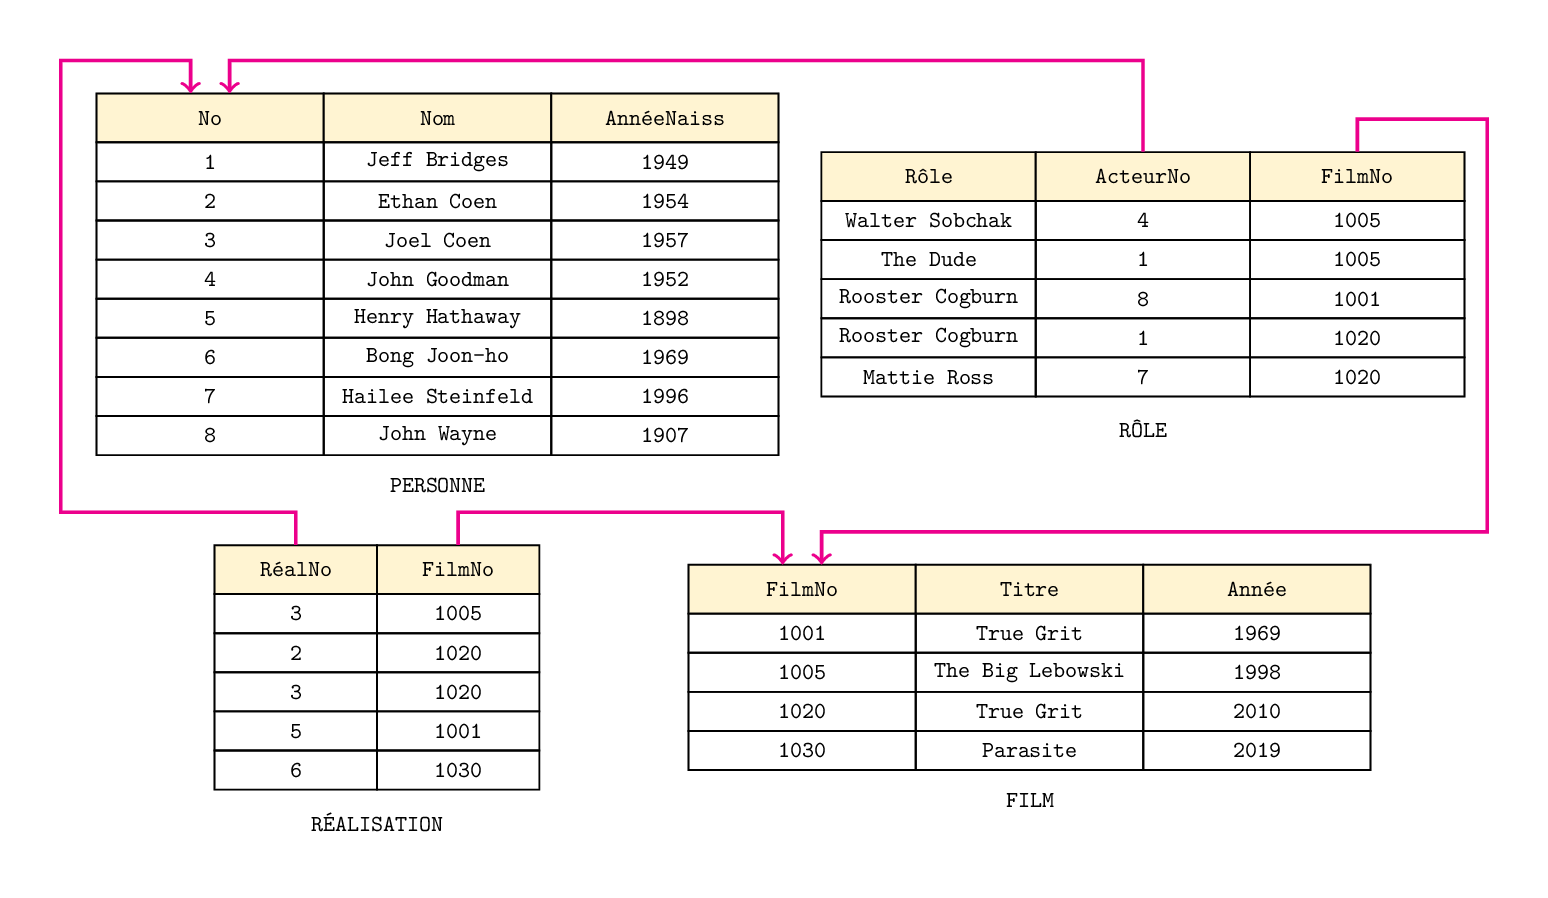 No Nom AnnéeNaiss
1 Jeff Bridges 1949
2 Ethan Coen 1954
3 Joel Coen 1957
4 John Goodman 1952
5 Henry Hathaway 1898
6 Bong Joon-ho 1969
7 Hailee Steinfeld 1996
8 John Wayne 1907
PERSONNE
Rôle ActeurNo FilmNo
Walter Sobchak 4 1005
The Dude 1 1005
Rooster Cogburn 8 1001
Rooster Cogburn 1 1020
Mattie Ross 7 1020
RÔLE
RéalNo FilmNo
3 1005
2 1020
3 1020
5 1001
6 1030
RÉALISATION
FilmNo Titre Année
1001 True Grit 1969
1005 The Big Lebowski 1998
1020 True Grit 2010
1030 Parasite 2019
FILM